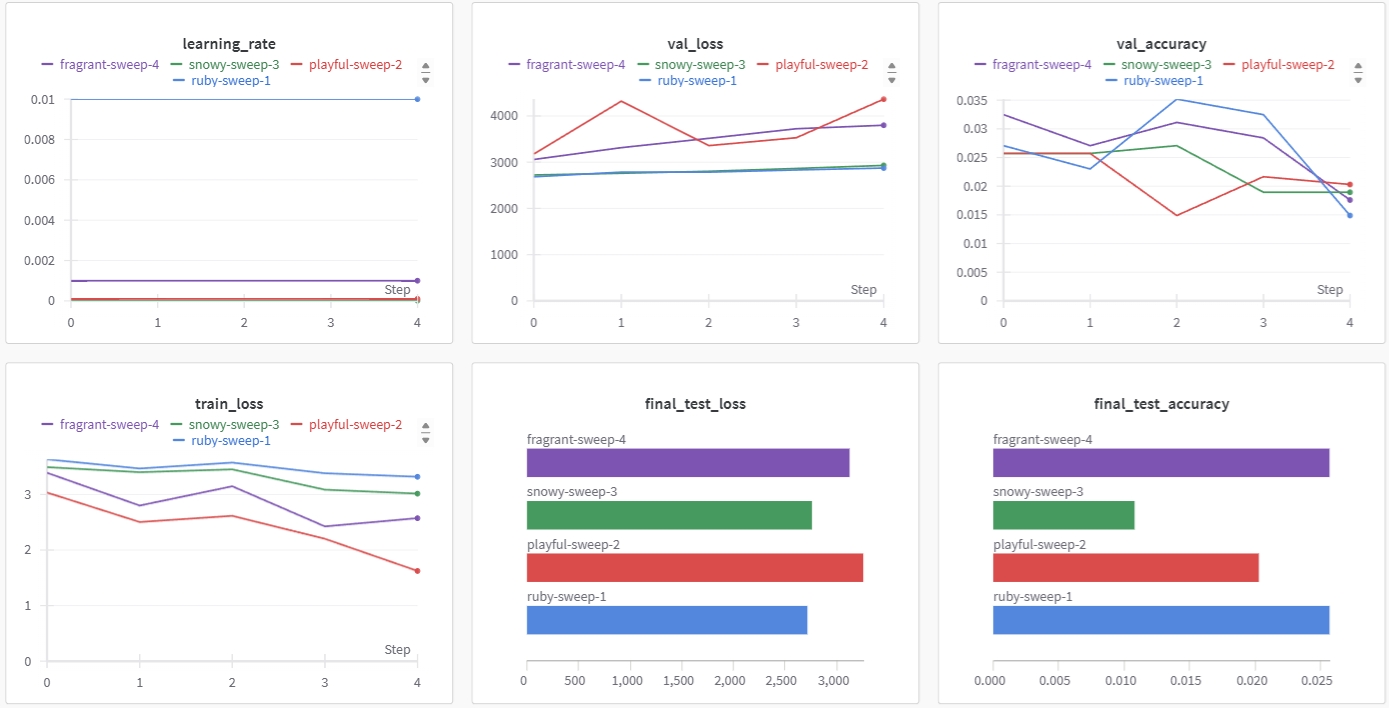 learning_rate
fragrant-sweep-4 snowy-sweep-3 playful-sweep-2
ruby-sweep-1
0.01
0.008
0.006
0.004
0.002
0
Step
0 1 2 3 4
val_loss
fragrant-sweep-4 snowy-sweep-3 playful-sweep-2
ruby-sweep-1
4000
3000
2000
1000
0
Step
0 1 2 3 4
val_accuracy
fragrant-sweep-4 snowy-sweep-3 playful-sweep-2
ruby-sweep-1
0.035
0.03
0.025
0.02
0.015
0.01
0.005
0
Step
0 1 2 3 4
train_loss
fragrant-sweep-4 snowy-sweep-3 playful-sweep-2
ruby-sweep-1
3
2
1
0
Step
0 1 2 3 4
final_test_loss
fragrant-sweep-4
snowy-sweep-3
playful-sweep-2
ruby-sweep-1
0 500 1,000 1,500 2,000 2,500 3,000
final_test_accuracy
fragrant-sweep-4
snowy-sweep-3
playful-sweep-2
ruby-sweep-1
0.000 0.005 0.010 0.015 0.020 0.025